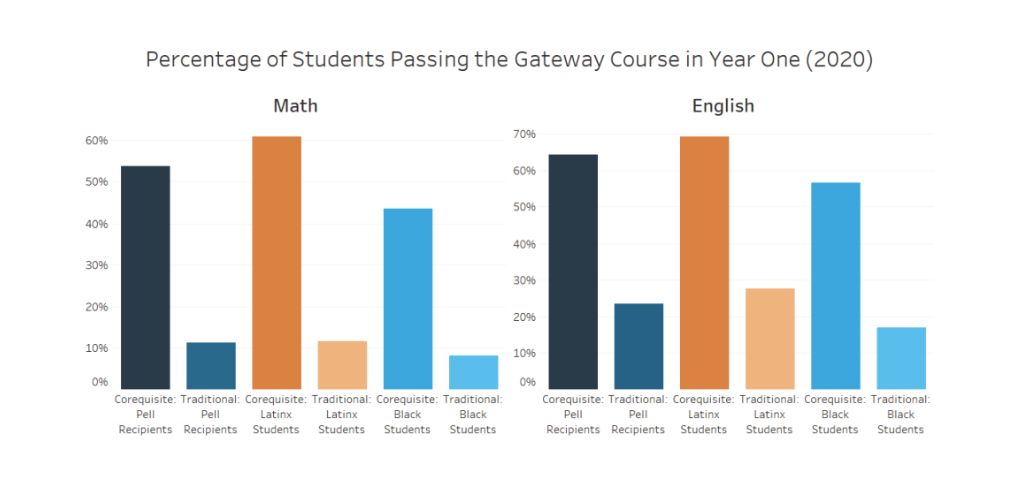 Percentage of Students Passing the Gateway Course in Year One (2020)
Math
60%
50%
40%
30%
20%
10%
0%
Corequisite: Traditional: Corequisite: Traditional: Corequisite: Traditional:
Pell Pell Latinx Latinx Black Black
Recipients Recipients Students Students Students Students
English
70%
60%
50%
40%
30%
20%
10%
0%
Corequisite: Traditional: Corequisite: Traditional: Corequisite: Traditional:
Pell Pell Latinx Latinx Black Black
Recipients Recipients Students Students Students Students